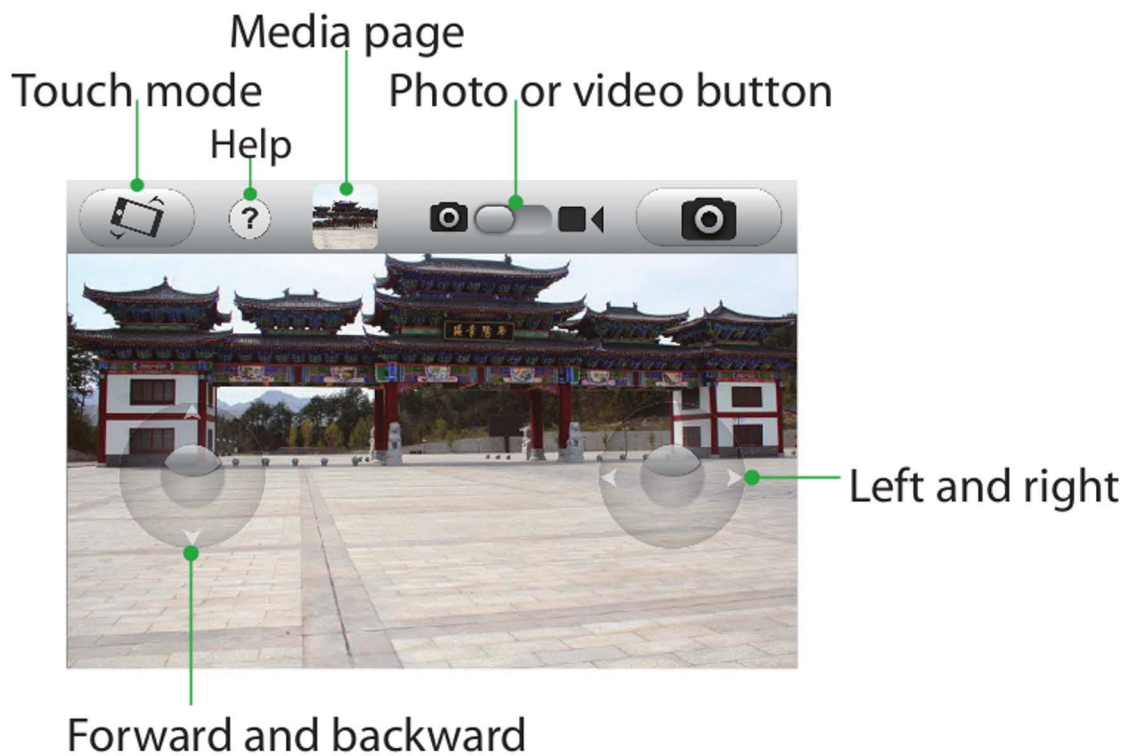 Media page
Touch mode
Photo or video button
Help
?
Left and right
Forward and backward